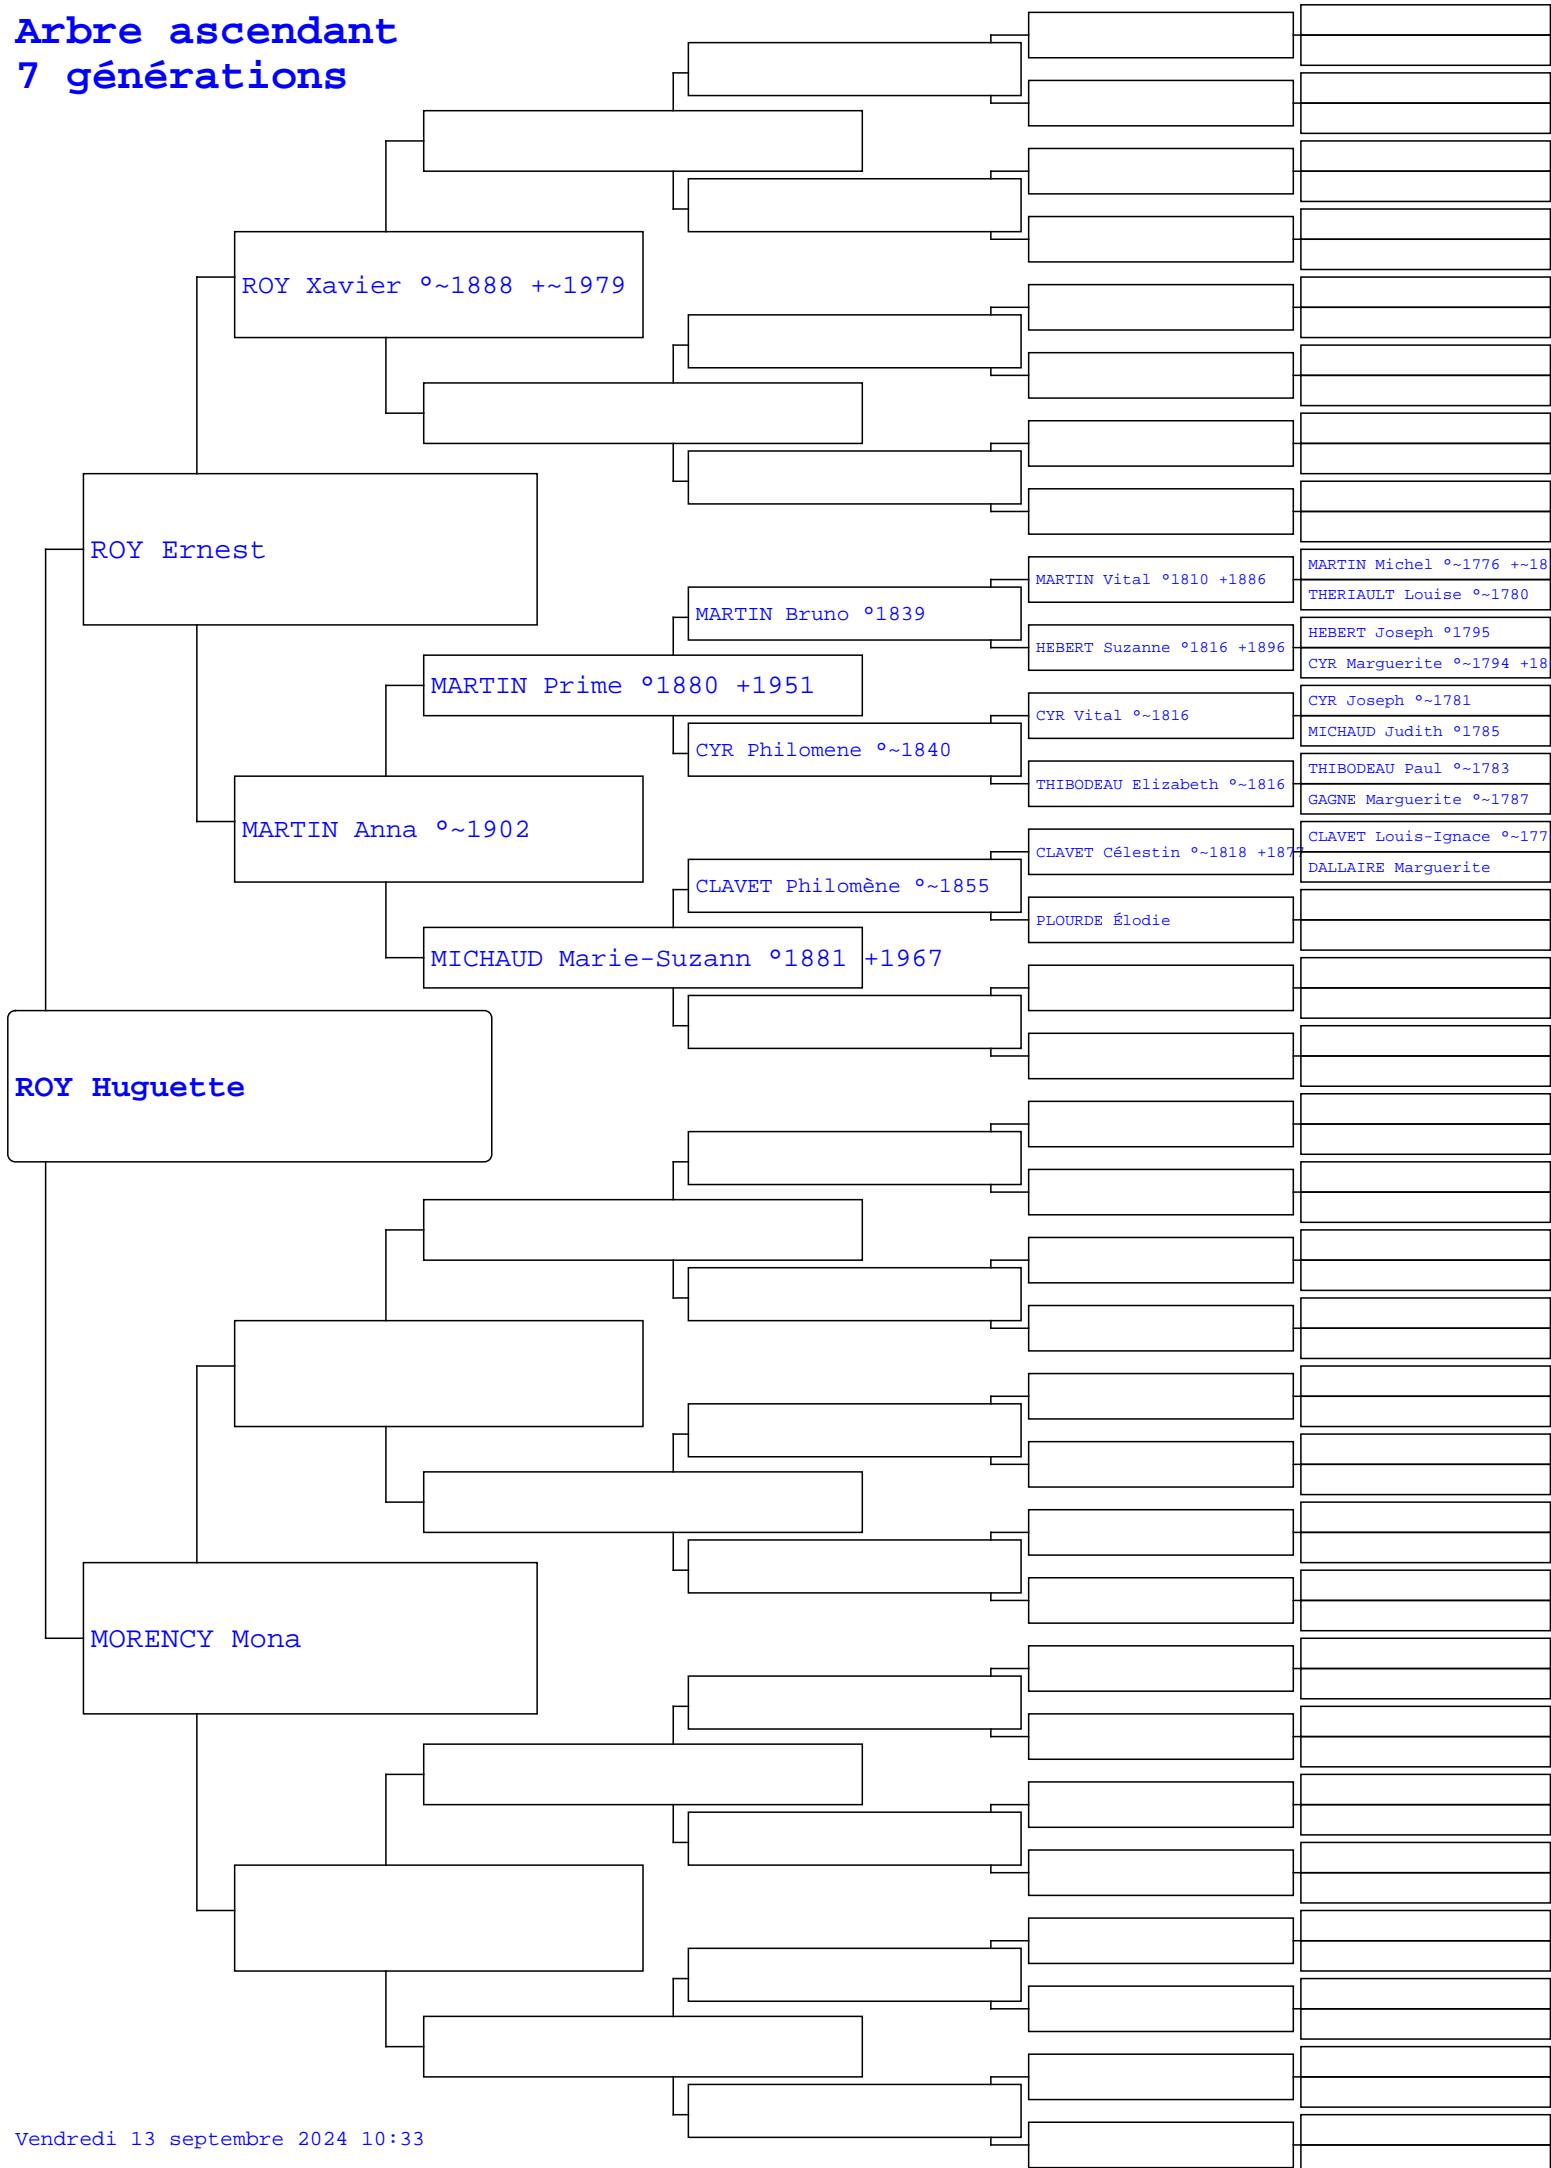 Arbre ascendant
7 générations
ROY Xavier °~1888 +~1979
ROY Ernest
MARTIN Michel °~1776 +~18
MARTIN Vital °1810 +1886
THERIAULT Louise °~1780
MARTIN Bruno °1839
HEBERT Joseph °1795
HEBERT Suzanne °1816 +1896
CYR Marguerite °~1794 +18
MARTIN Prime °1880 +1951
CYR Joseph °~1781
CYR Vital °~1816
MICHAUD Judith °1785
CYR Philomene °~1840
THIBODEAU Paul °~1783
THIBODEAU Elizabeth °~1816
GAGNE Marguerite °~1787
MARTIN Anna °~1902
CLAVET Louis-Ignace °~177
CLAVET Célestin °~1818 +1877
DALLAIRE Marguerite
CLAVET Philomène °~1855
PLOURDE Élodie
MICHAUD Marie-Suzann °1881 +1967
ROY Huguette
MORENCY Mona
Vendredi 13 septembre 2024 10:33